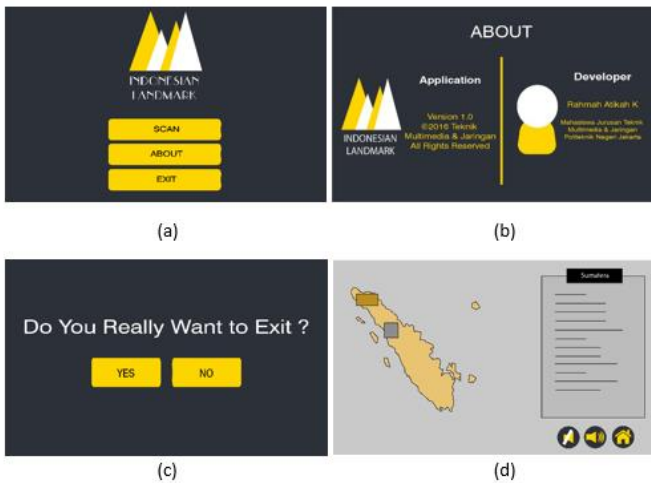 INDONESIAN
LANDMARK
SCAN
ABOUT
EXIT
(a)
ABOUT
Application
Version 1.0
©2016 Teknik
Multimedia & Jaringan
All Rights Reserved
INDONESIAN
LANDMARK
Developer
Rahmah Atikah K
Mahasiswa Jurusan Teknik
Multimedia & Jaringan
Politeknik Negeri Jakarta
(b)
Do You Really Want to Exit ?
YES
NO
(c)
Sumatera
(d)